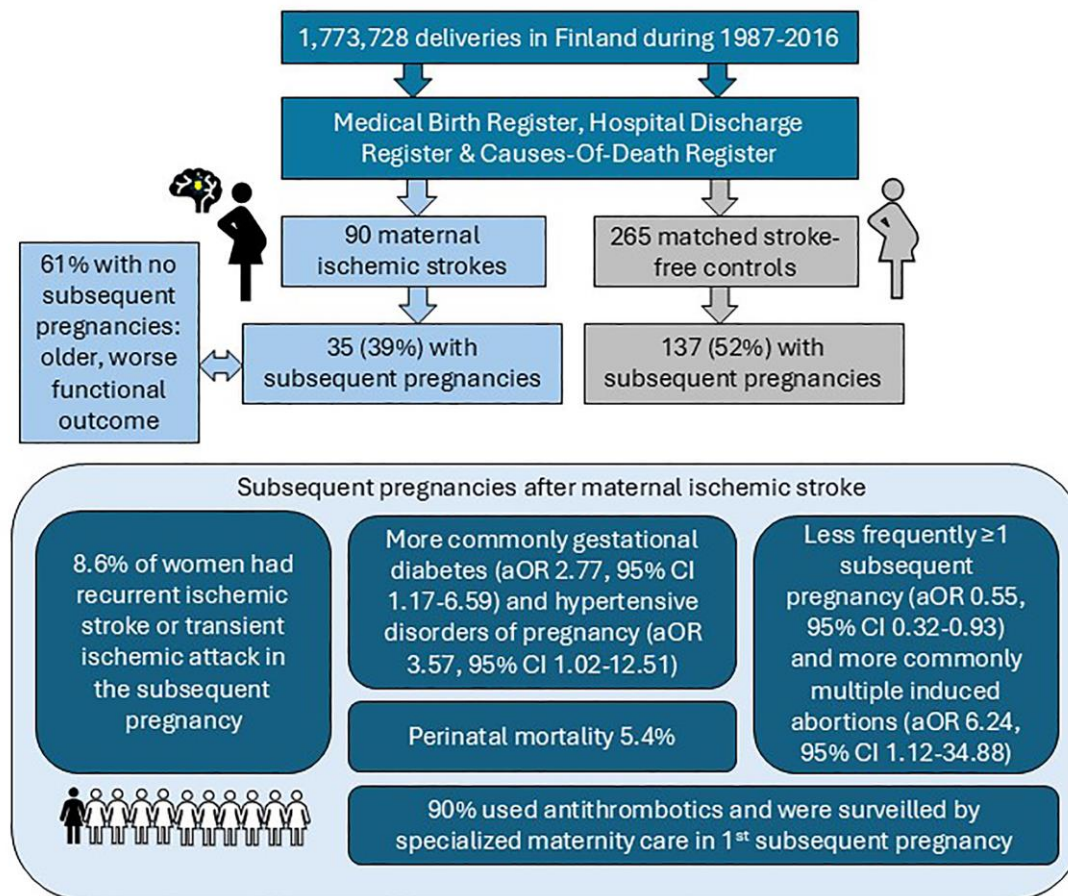 1,773,728 deliveries in Finland during 1987-2016
Medical Birth Register, Hospital Discharge
Register & Causes-Of-Death Register
90 maternal
ischemic strokes
265 matched stroke-
free controls
61% with no
subsequent
pregnancies:
older, worse
functional
outcome
35 (39%) with
subsequent pregnancies
137 (52%) with
subsequent pregnancies
Subsequent pregnancies after maternal ischemic stroke
8.6% of women had
recurrent ischemic
stroke or transient
ischemic attack in
the subsequent
pregnancy
More commonly gestational
diabetes (aOR 2.77, 95% CI
1.17-6.59) and hypertensive
disorders of pregnancy (aOR
3.57, 95% CI 1.02-12.51)
Perinatal mortality 5.4%
Less frequently ≥1
subsequent
pregnancy (aOR 0.55,
95% CI 0.32-0.93)
and more commonly
multiple induced
abortions (aOR 6.24,
95% CI 1.12-34.88)
90% used antithrombotics and were surveilled by
specialized maternity care in 1st subsequent pregnancy